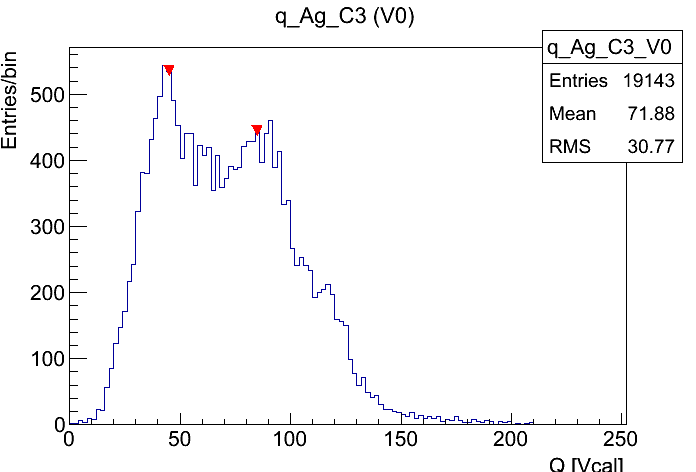 q_Ag_C3 (V0)
q_Ag_C3_V0
Entries 19143
Mean 71.88
RMS 30.77
Entries/bin
500
400
300
200
100
0
0 50 100 150 200 250
Q [Vcal]